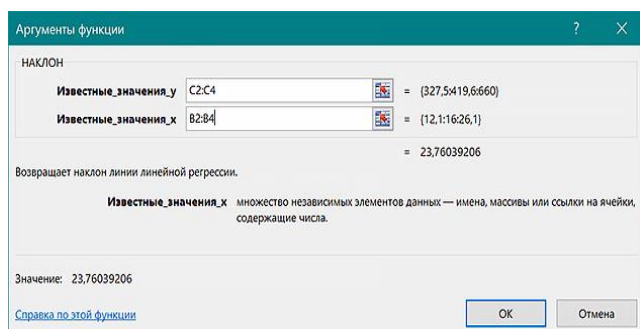 Аргументы функции ? ×
НАКЛОН
Известные_значения_y C2:C4 = {327,5:419,6:660}
Известные_значения_x B2:B4 = {12,1:16:26,1}
= 23,76039206
Возвращает наклон линии линейной регрессии.
Известные_значения_x множество независимых элементов данных — имена, массивы или ссылки на ячейки,
содержащие числа.
Значение: 23,76039206
Справка по этой функции
ОК
Отмена